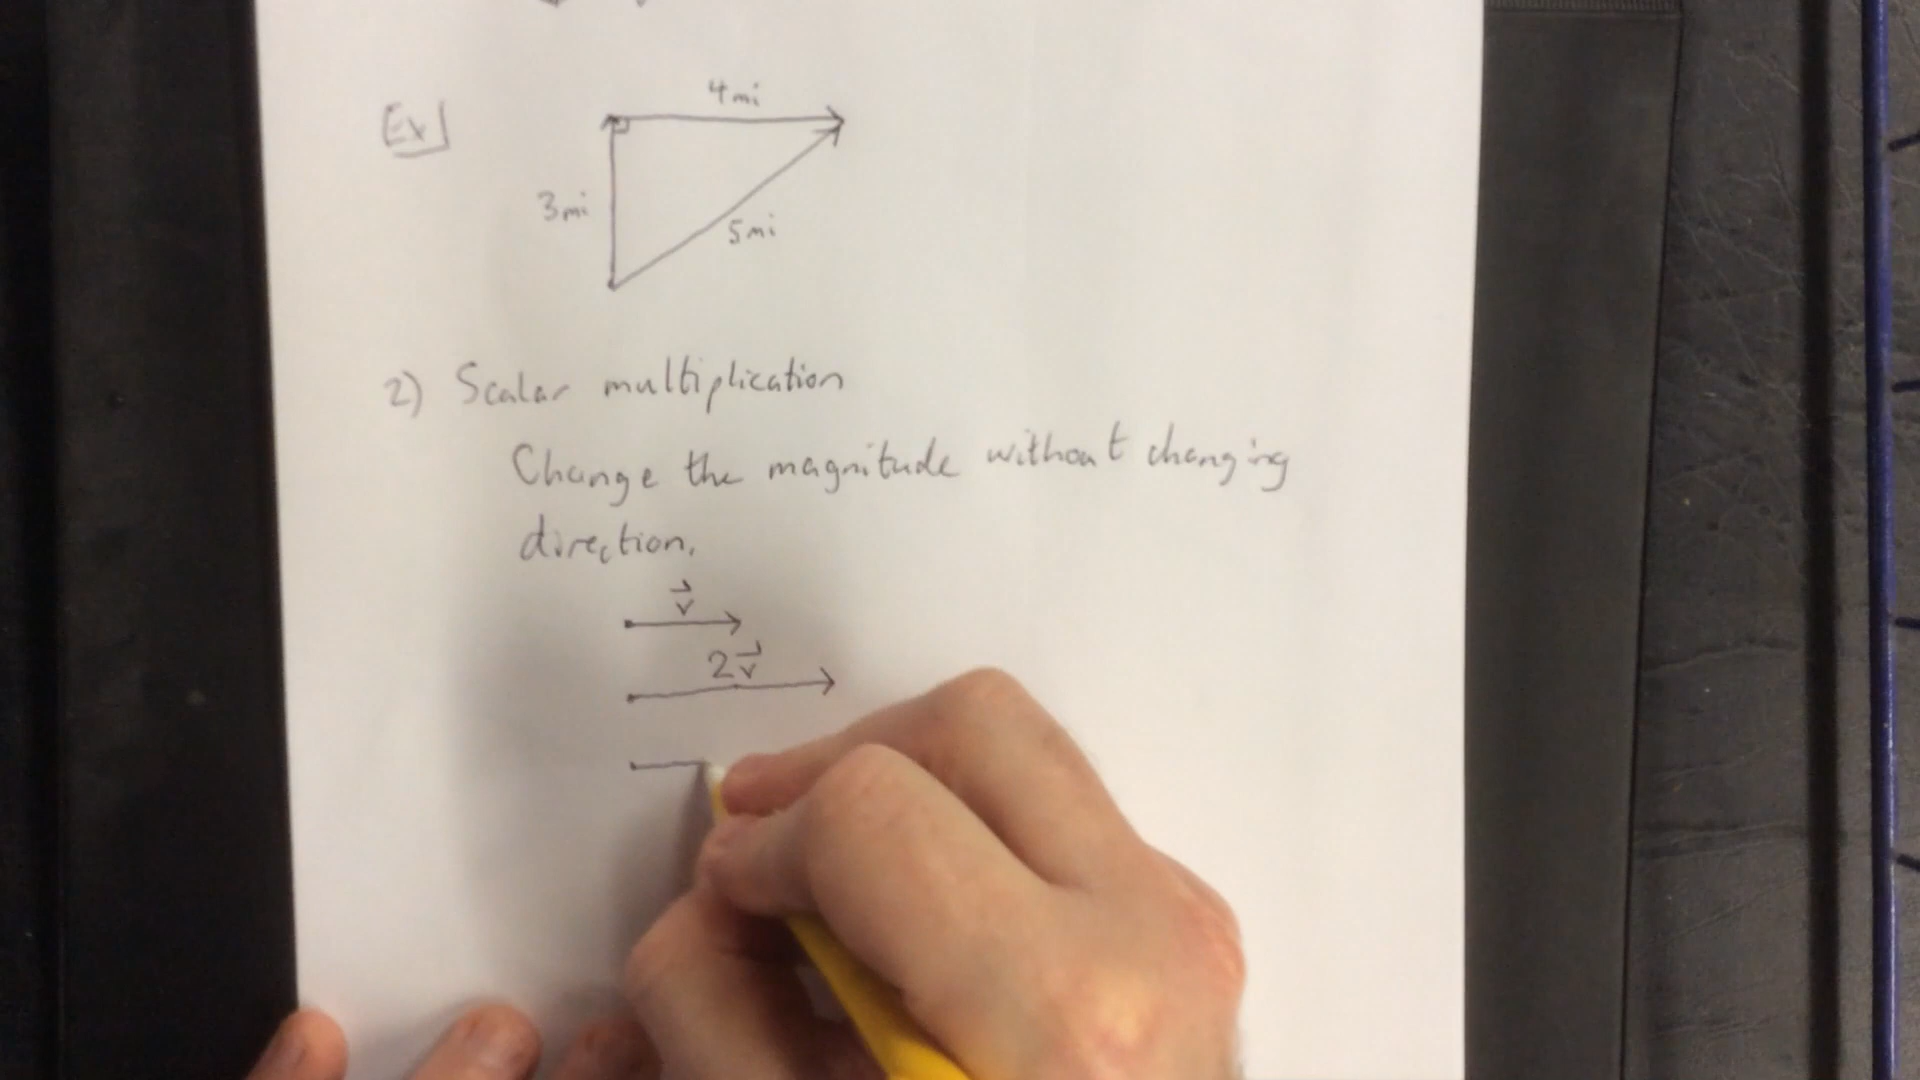 Ex
4mi
3mi
5mi
2) Scalar multiplication
Change the magnitude without changing
direction.
v⃗
2v⃗